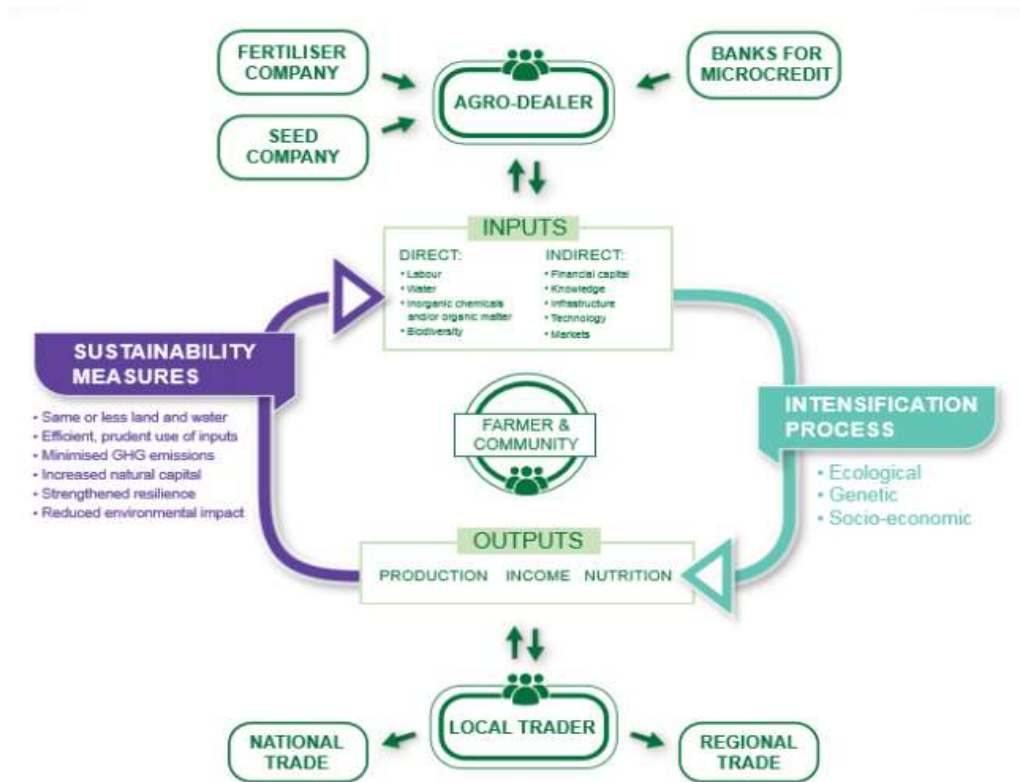 FERTILISER
COMPANY
BANKS FOR
MICROCREDIT
AGRO-DEALER
SEED
COMPANY
INPUTS
DIRECT:
• Labour
• Water
• Inorganic chemicals
and/or organic matter
• Biodiversity
INDIRECT:
• Financial capital
• Knowledge
• Infrastructure
• Technology
• Markets
SUSTAINABILITY
MEASURES
• Same or less land and water
• Efficient, prudent use of inputs
• Minimised GHG emissions
• Increased natural capital
• Strengthened resilience
• Reduced environmental impact
FARMER &
COMMUNITY
INTENSIFICATION
PROCESS
• Ecological
• Genetic
• Socio-economic
OUTPUTS
PRODUCTION INCOME NUTRITION
LOCAL TRADER
NATIONAL
TRADE
REGIONAL
TRADE